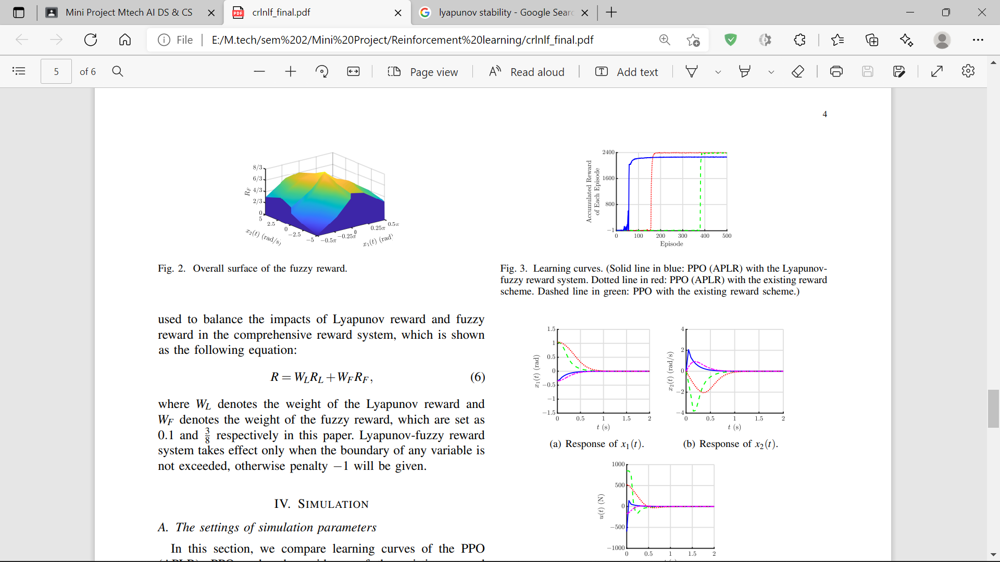 Mini Project Mtech AI DS & CS
crlnlf_final.pdf
lyapunov stability - Google Searc
File
E:/M.tech/sem%202/Mini%20Project/Reinforcement%20learning/crlnlf_final.pdf
5 of 6
Page view
Read aloud
Add text
4
8/3
6/3
4/3
2/3
0
R_F
5
2.5
0
−2.5
−5
x₂(t) (rad/s)
−0.5π
−0.25π
0
0.25π
0.5π
x₁(t) (rad)
Fig. 2. Overall surface of the fuzzy reward.
used to balance the impacts of Lyapunov reward and fuzzy
reward in the comprehensive reward system, which is shown
as the following equation:
R = W_L R_L + W_F R_F, (6)
where W_L denotes the weight of the Lyapunov reward and
W_F denotes the weight of the fuzzy reward, which are set as
0.1 and 3/8 respectively in this paper. Lyapunov-fuzzy reward
system takes effect only when the boundary of any variable is
not exceeded, otherwise penalty −1 will be given.
IV. SIMULATION
A. The settings of simulation parameters
In this section, we compare learning curves of the PPO
2400
1600
800
−1
Accumulated Reward
of Each Episode
0 100 200 300 400 500
Episode
Fig. 3. Learning curves. (Solid line in blue: PPO (APLR) with the Lyapunov-
fuzzy reward system. Dotted line in red: PPO (APLR) with the existing reward
scheme. Dashed line in green: PPO with the existing reward scheme.)
1.5
1
0.5
0
−0.5
−1
−1.5
x₁(t) (rad)
0 0.5 1 1.5 2
t (s)
(a) Response of x₁(t).
4
2
0
−2
−4
x₂(t) (rad/s)
0 0.5 1 1.5 2
t (s)
(b) Response of x₂(t).
1000
500
0
−500
−1000
u(t) (N)
0 0.5 1 1.5 2